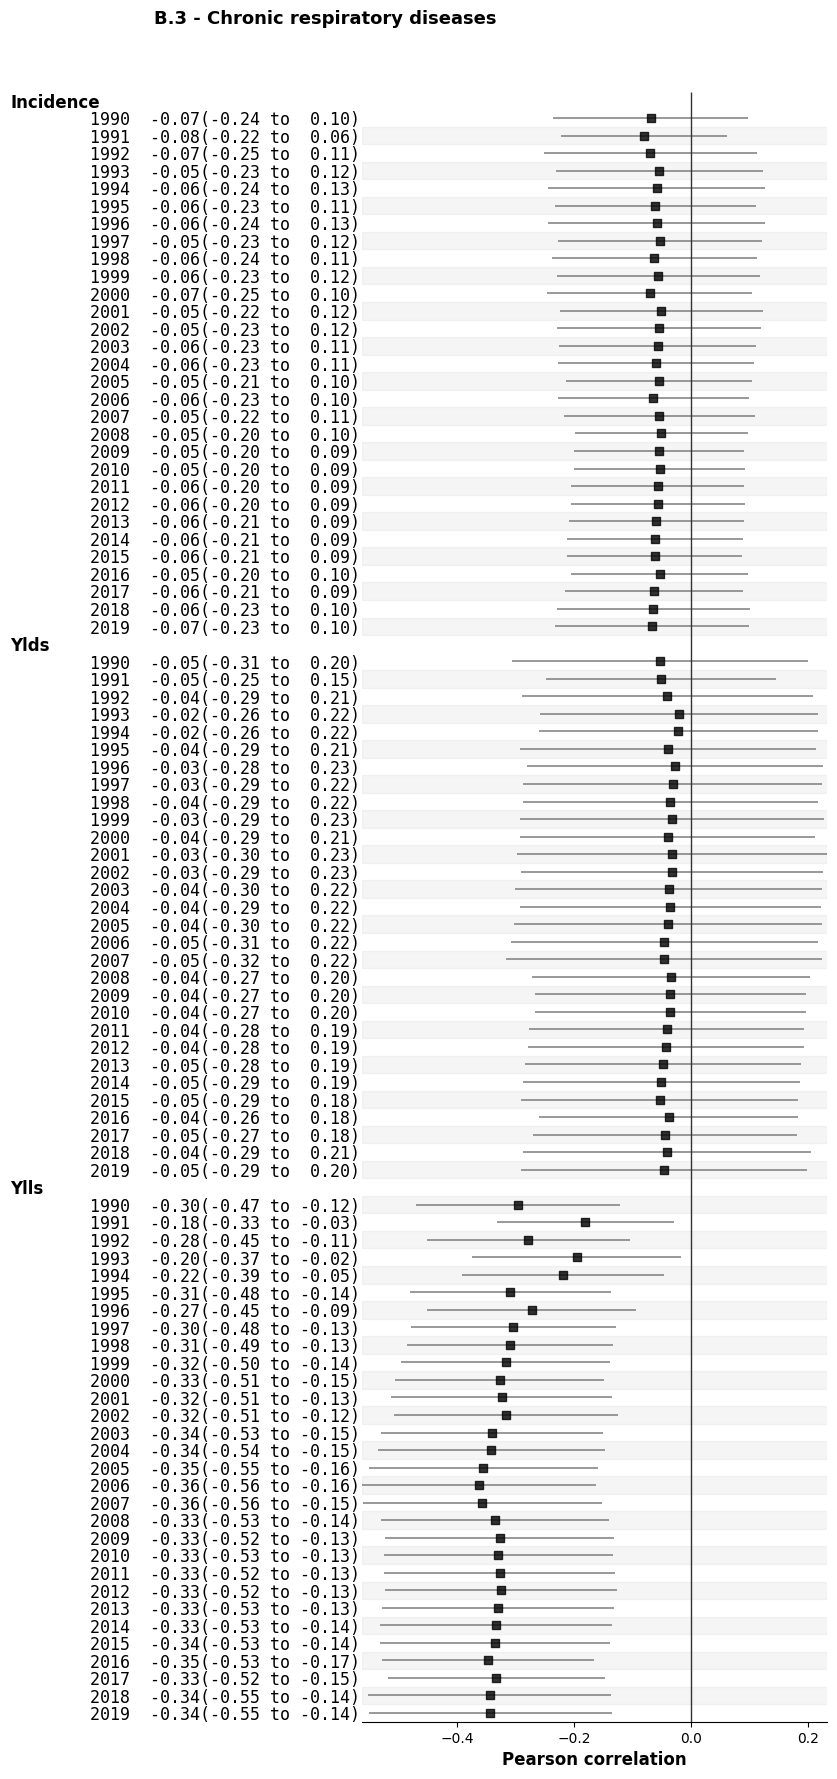 B.3 - Chronic respiratory diseases
Incidence
1990 -0.07(-0.24 to 0.10)
1991 -0.08(-0.22 to 0.06)
1992 -0.07(-0.25 to 0.11)
1993 -0.05(-0.23 to 0.12)
1994 -0.06(-0.24 to 0.13)
1995 -0.06(-0.23 to 0.11)
1996 -0.06(-0.24 to 0.13)
1997 -0.05(-0.23 to 0.12)
1998 -0.06(-0.24 to 0.11)
1999 -0.06(-0.23 to 0.12)
2000 -0.07(-0.25 to 0.10)
2001 -0.05(-0.22 to 0.12)
2002 -0.05(-0.23 to 0.12)
2003 -0.06(-0.23 to 0.11)
2004 -0.06(-0.23 to 0.11)
2005 -0.05(-0.21 to 0.10)
2006 -0.06(-0.23 to 0.10)
2007 -0.05(-0.22 to 0.11)
2008 -0.05(-0.20 to 0.10)
2009 -0.05(-0.20 to 0.09)
2010 -0.05(-0.20 to 0.09)
2011 -0.06(-0.20 to 0.09)
2012 -0.06(-0.20 to 0.09)
2013 -0.06(-0.21 to 0.09)
2014 -0.06(-0.21 to 0.09)
2015 -0.06(-0.21 to 0.09)
2016 -0.05(-0.20 to 0.10)
2017 -0.06(-0.21 to 0.09)
2018 -0.06(-0.23 to 0.10)
2019 -0.07(-0.23 to 0.10)
Ylds
1990 -0.05(-0.31 to 0.20)
1991 -0.05(-0.25 to 0.15)
1992 -0.04(-0.29 to 0.21)
1993 -0.02(-0.26 to 0.22)
1994 -0.02(-0.26 to 0.22)
1995 -0.04(-0.29 to 0.21)
1996 -0.03(-0.28 to 0.23)
1997 -0.03(-0.29 to 0.22)
1998 -0.04(-0.29 to 0.22)
1999 -0.03(-0.29 to 0.23)
2000 -0.04(-0.29 to 0.21)
2001 -0.03(-0.30 to 0.23)
2002 -0.03(-0.29 to 0.23)
2003 -0.04(-0.30 to 0.22)
2004 -0.04(-0.29 to 0.22)
2005 -0.04(-0.30 to 0.22)
2006 -0.05(-0.31 to 0.22)
2007 -0.05(-0.32 to 0.22)
2008 -0.04(-0.27 to 0.20)
2009 -0.04(-0.27 to 0.20)
2010 -0.04(-0.27 to 0.20)
2011 -0.04(-0.28 to 0.19)
2012 -0.04(-0.28 to 0.19)
2013 -0.05(-0.28 to 0.19)
2014 -0.05(-0.29 to 0.19)
2015 -0.05(-0.29 to 0.18)
2016 -0.04(-0.26 to 0.18)
2017 -0.05(-0.27 to 0.18)
2018 -0.04(-0.29 to 0.21)
2019 -0.05(-0.29 to 0.20)
Ylls
1990 -0.30(-0.47 to -0.12)
1991 -0.18(-0.33 to -0.03)
1992 -0.28(-0.45 to -0.11)
1993 -0.20(-0.37 to -0.02)
1994 -0.22(-0.39 to -0.05)
1995 -0.31(-0.48 to -0.14)
1996 -0.27(-0.45 to -0.09)
1997 -0.30(-0.48 to -0.13)
1998 -0.31(-0.49 to -0.13)
1999 -0.32(-0.50 to -0.14)
2000 -0.33(-0.51 to -0.15)
2001 -0.32(-0.51 to -0.13)
2002 -0.32(-0.51 to -0.12)
2003 -0.34(-0.53 to -0.15)
2004 -0.34(-0.54 to -0.15)
2005 -0.35(-0.55 to -0.16)
2006 -0.36(-0.56 to -0.16)
2007 -0.36(-0.56 to -0.15)
2008 -0.33(-0.53 to -0.14)
2009 -0.33(-0.52 to -0.13)
2010 -0.33(-0.53 to -0.13)
2011 -0.33(-0.52 to -0.13)
2012 -0.33(-0.52 to -0.13)
2013 -0.33(-0.53 to -0.13)
2014 -0.33(-0.53 to -0.14)
2015 -0.34(-0.53 to -0.14)
2016 -0.35(-0.53 to -0.17)
2017 -0.33(-0.52 to -0.15)
2018 -0.34(-0.55 to -0.14)
2019 -0.34(-0.55 to -0.14)
−0.4 −0.2 0.0 0.2
Pearson correlation